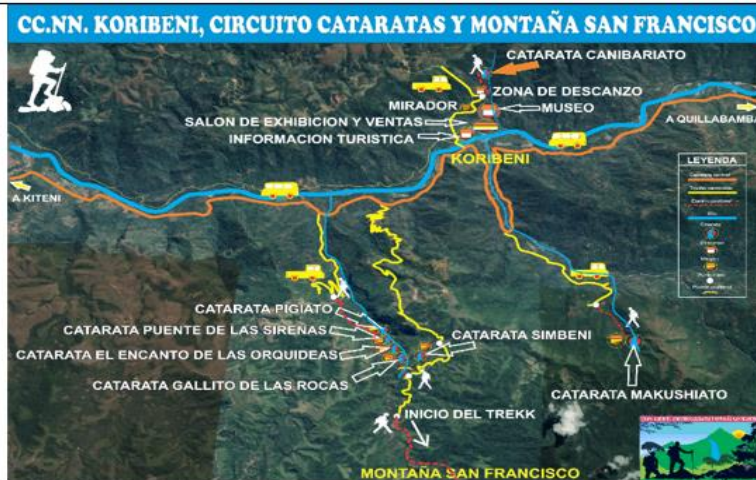 CC.NN. KORIBENI, CIRCUITO CATARATAS Y MONTAÑA SAN FRANCISCO
CATARATA CANIBARIATO
ZONA DE DESCANZO
MIRADOR
MUSEO
SALON DE EXHIBICION Y VENTAS
INFORMACION TURISTICA
A QUILLABAMBA
KORIBENI
LEYENDA
A KITENI
CATARATA PIGIATO
CATARATA PUENTE DE LAS SIRENAS
CATARATA SIMBENI
CATARATA EL ENCANTO DE LAS ORQUIDEAS
CATARATA GALLITO DE LAS ROCAS
CATARATA MAKUSHIATO
INICIO DEL TREKK
MONTAÑA SAN FRANCISCO